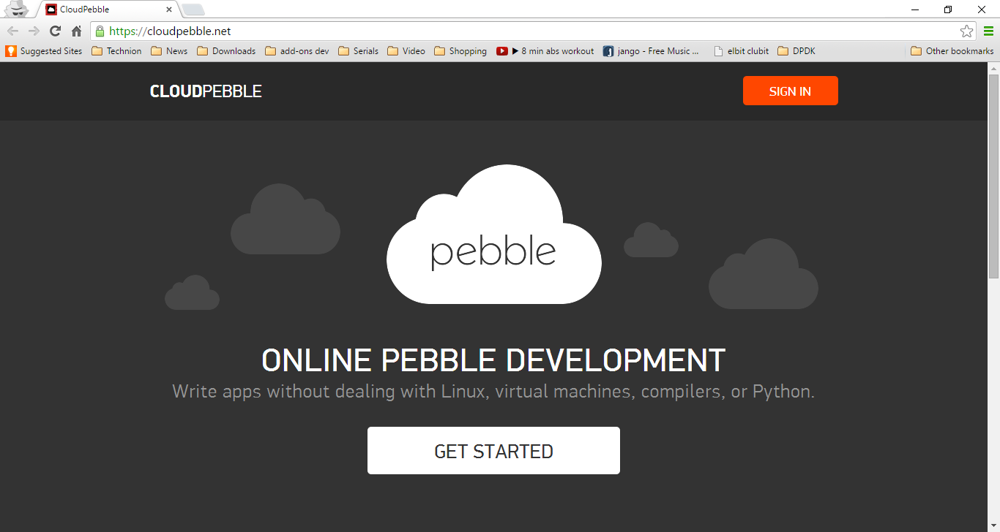 CloudPebble
https://cloudpebble.net
Suggested Sites Technion News Downloads add-ons dev Serials Video Shopping ► 8 min abs workout jango - Free Music ... elbit clubit DPDK Other bookmarks
CLOUDPEBBLE
SIGN IN
pebble
ONLINE PEBBLE DEVELOPMENT
Write apps without dealing with Linux, virtual machines, compilers, or Python.
GET STARTED